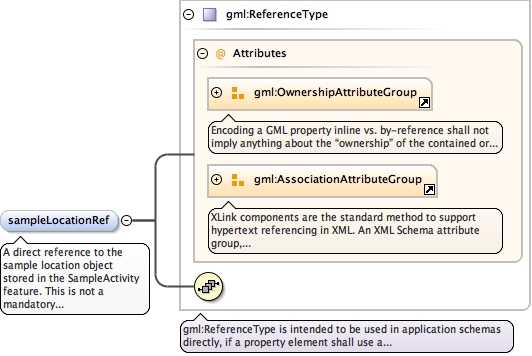 gml:ReferenceType
@ Attributes
gml:OwnershipAttributeGroup
Encoding a GML property inline vs. by-reference shall not
imply anything about the “ownership” of the contained or...
gml:AssociationAttributeGroup
XLink components are the standard method to support
hypertext referencing in XML. An XML Schema attribute
group,...
sampleLocationRef
A direct reference to the
sample location object
stored in the SampleActivity
feature. This is not a
mandatory...
gml:ReferenceType is intended to be used in application schemas
directly, if a property element shall use a...